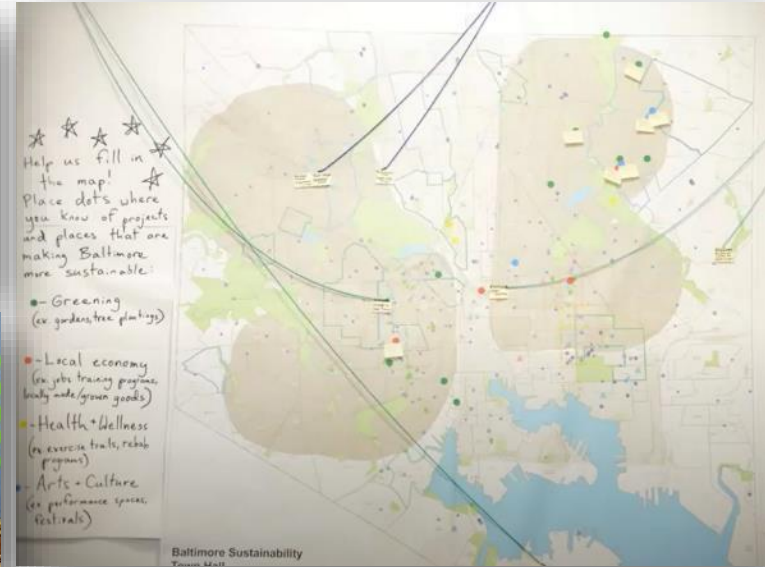 Help us fill in
the map!
Place dots where
you know of projects
and places that are
making Baltimore
more sustainable:
- Greening
(ex. gardens, tree plantings)
- Local economy
(ex. jobs training programs,
locally made/grown goods)
- Health + Wellness
(ex. exercise trails, rehab
programs)
- Arts + Culture
(ex. performance spaces,
festivals)
Baltimore Sustainability
Town Hall